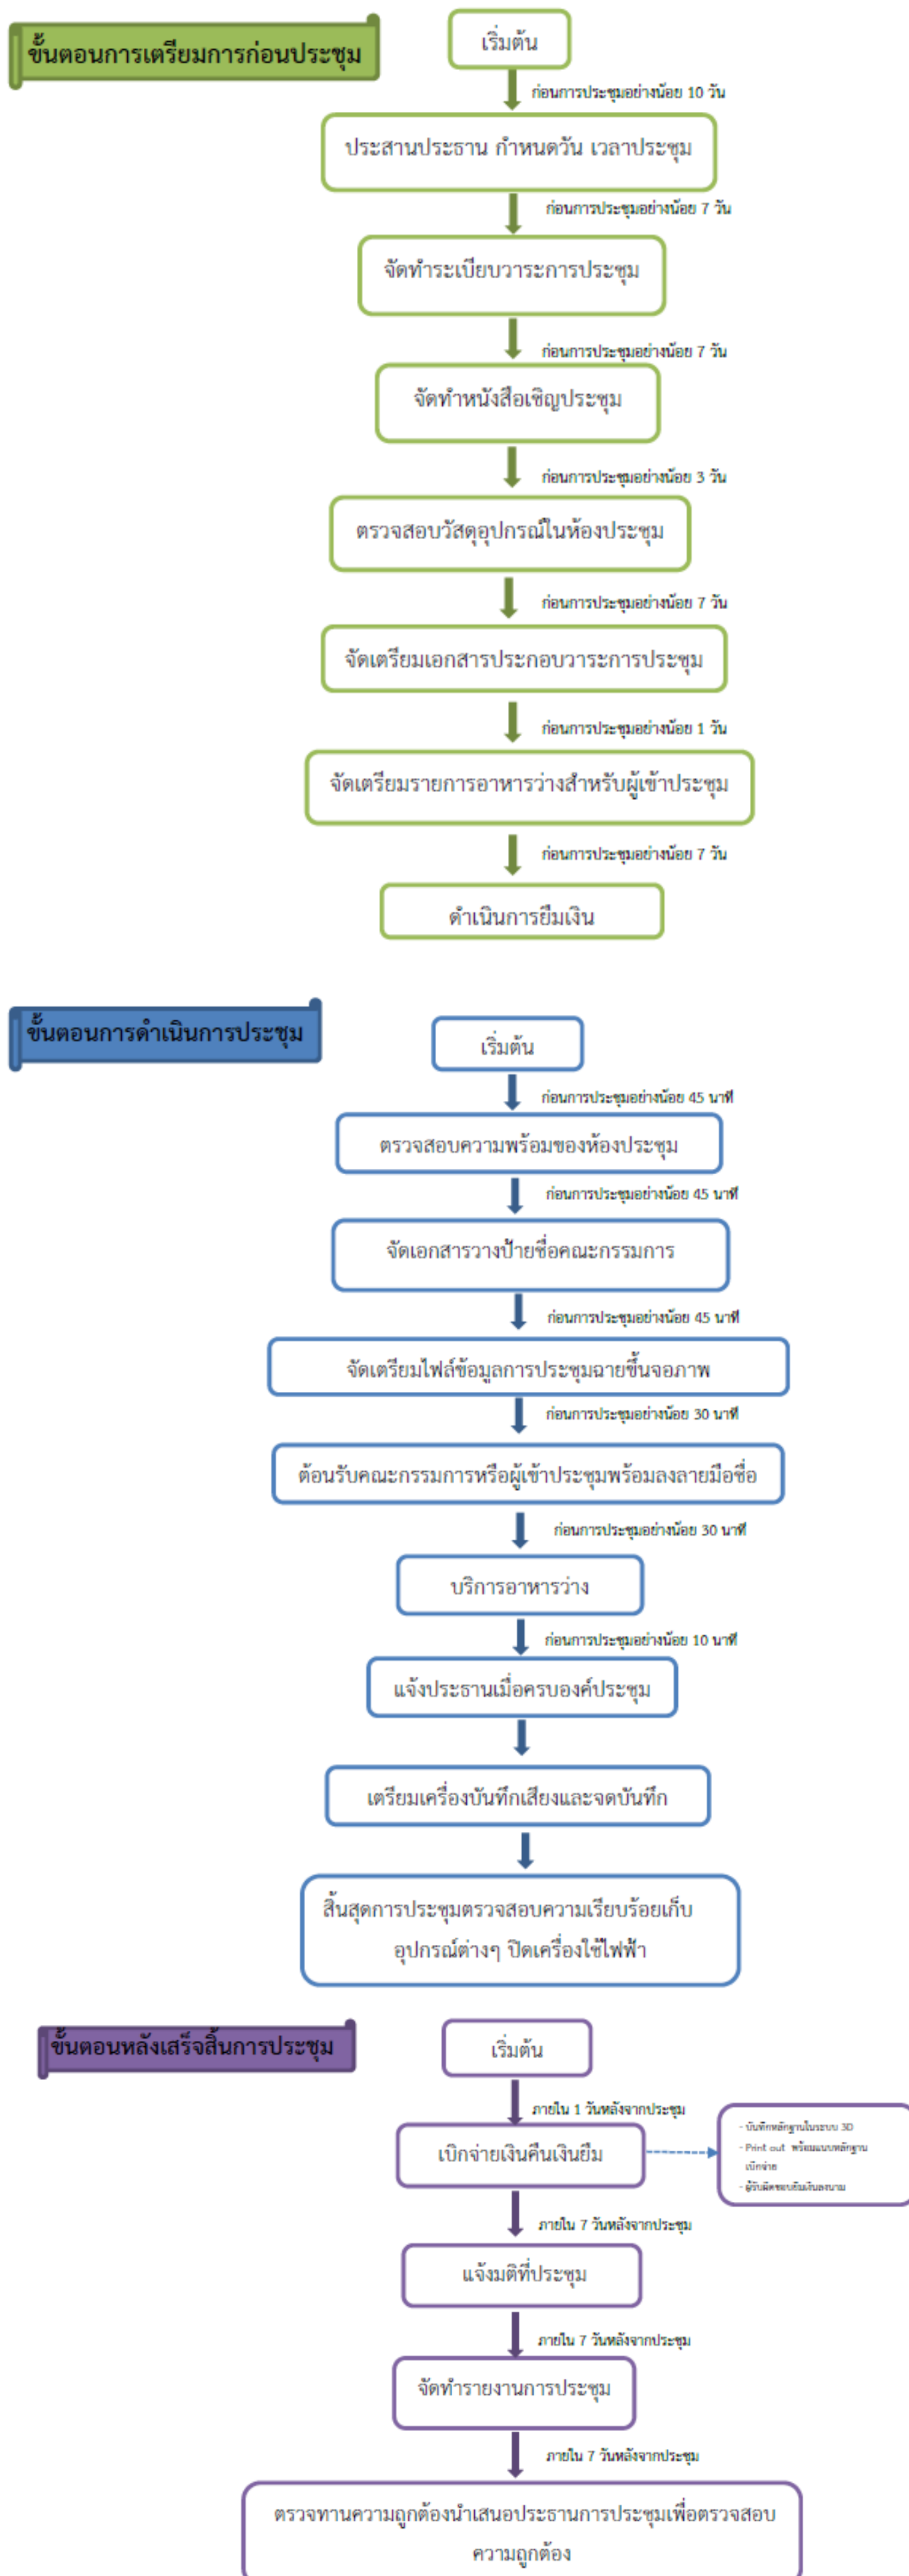 ขั้นตอนการเตรียมการก่อนประชุม
เริ่มต้น
ก่อนการประชุมอย่างน้อย 10 วัน
ประสานประธาน กำหนดวัน เวลาประชุม
ก่อนการประชุมอย่างน้อย 7 วัน
จัดทำระเบียบวาระการประชุม
ก่อนการประชุมอย่างน้อย 7 วัน
จัดทำหนังสือเชิญประชุม
ก่อนการประชุมอย่างน้อย 3 วัน
ตรวจสอบวัสดุอุปกรณ์ในห้องประชุม
ก่อนการประชุมอย่างน้อย 7 วัน
จัดเตรียมเอกสารประกอบวาระการประชุม
ก่อนการประชุมอย่างน้อย 1 วัน
จัดเตรียมรายการอาหารว่างสำหรับผู้เข้าประชุม
ก่อนการประชุมอย่างน้อย 7 วัน
ดำเนินการยืมเงิน
ขั้นตอนการดำเนินการประชุม
เริ่มต้น
ก่อนการประชุมอย่างน้อย 45 นาที
ตรวจสอบความพร้อมของห้องประชุม
ก่อนการประชุมอย่างน้อย 45 นาที
จัดเอกสารวางป้ายชื่อคณะกรรมการ
ก่อนการประชุมอย่างน้อย 45 นาที
จัดเตรียมไฟล์ข้อมูลการประชุมฉายขึ้นจอภาพ
ก่อนการประชุมอย่างน้อย 30 นาที
ต้อนรับคณะกรรมการหรือผู้เข้าประชุมพร้อมลงลายมือชื่อ
ก่อนการประชุมอย่างน้อย 30 นาที
บริการอาหารว่าง
ก่อนการประชุมอย่างน้อย 10 นาที
แจ้งประธานเมื่อครบองค์ประชุม
เตรียมเครื่องบันทึกเสียงและจดบันทึก
สิ้นสุดการประชุมตรวจสอบความเรียบร้อยเก็บ
อุปกรณ์ต่างๆ ปิดเครื่องใช้ไฟฟ้า
ขั้นตอนหลังเสร็จสิ้นการประชุม
เริ่มต้น
ภายใน 1 วันหลังจากประชุม
เบิกจ่ายเงินคืนเงินยืม
- บันทึกหลักฐานในระบบ 3D
- Print out พร้อมแนบหลักฐาน
เบิกจ่าย
- ผู้รับผิดชอบยืมเงินลงนาม
ภายใน 7 วันหลังจากประชุม
แจ้งมติที่ประชุม
ภายใน 7 วันหลังจากประชุม
จัดทำรายงานการประชุม
ภายใน 7 วันหลังจากประชุม
ตรวจทานความถูกต้องนำเสนอประธานการประชุมเพื่อตรวจสอบ
ความถูกต้อง